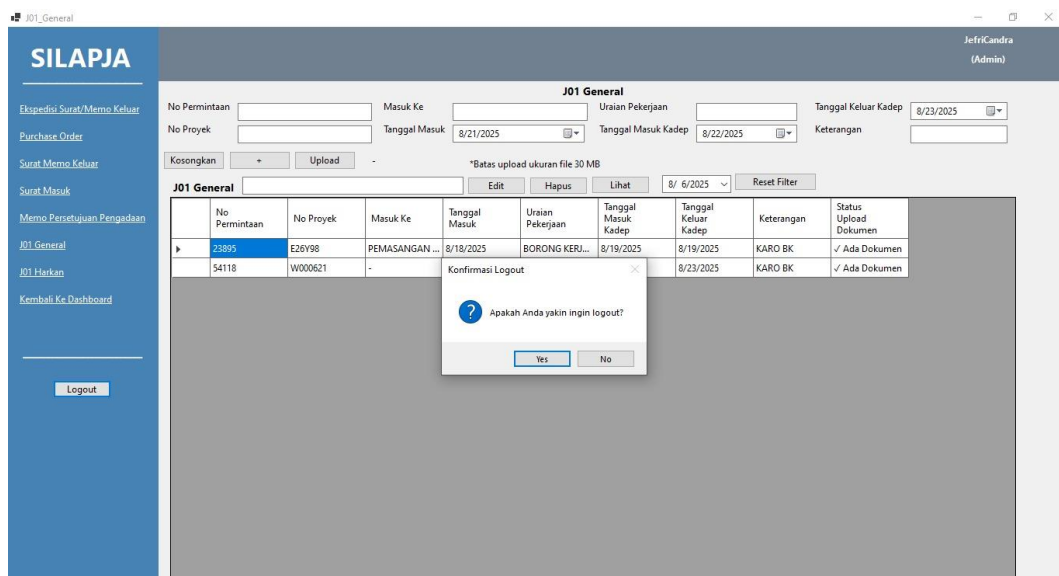 J01_General
SILAPJA
JefriCandra
(Admin)
Ekspedisi Surat/Memo Keluar
Purchase Order
Surat Memo Keluar
Surat Masuk
Memo Persetujuan Pengadaan
J01 General
J01 Harkan
Kembali Ke Dashboard
Logout
J01 General
No Permintaan
Masuk Ke
Uraian Pekerjaan
Tanggal Keluar Kadep 8/23/2025
No Proyek
Tanggal Masuk 8/21/2025
Tanggal Masuk Kadep 8/22/2025
Keterangan
Kosongkan + Upload - *Batas upload ukuran file 30 MB
J01 General Edit Hapus Lihat 8/ 6/2025 Reset Filter
No Permintaan No Proyek Masuk Ke Tanggal Masuk Uraian Pekerjaan Tanggal Masuk Kadep Tanggal Keluar Kadep Keterangan Status Upload Dokumen
23895 E26Y98 PEMASANGAN ... 8/18/2025 BORONG KERJ... 8/19/2025 8/19/2025 KARO BK ✓ Ada Dokumen
54118 W000621 - 8/23/2025 KARO BK ✓ Ada Dokumen
Konfirmasi Logout
Apakah Anda yakin ingin logout?
Yes No